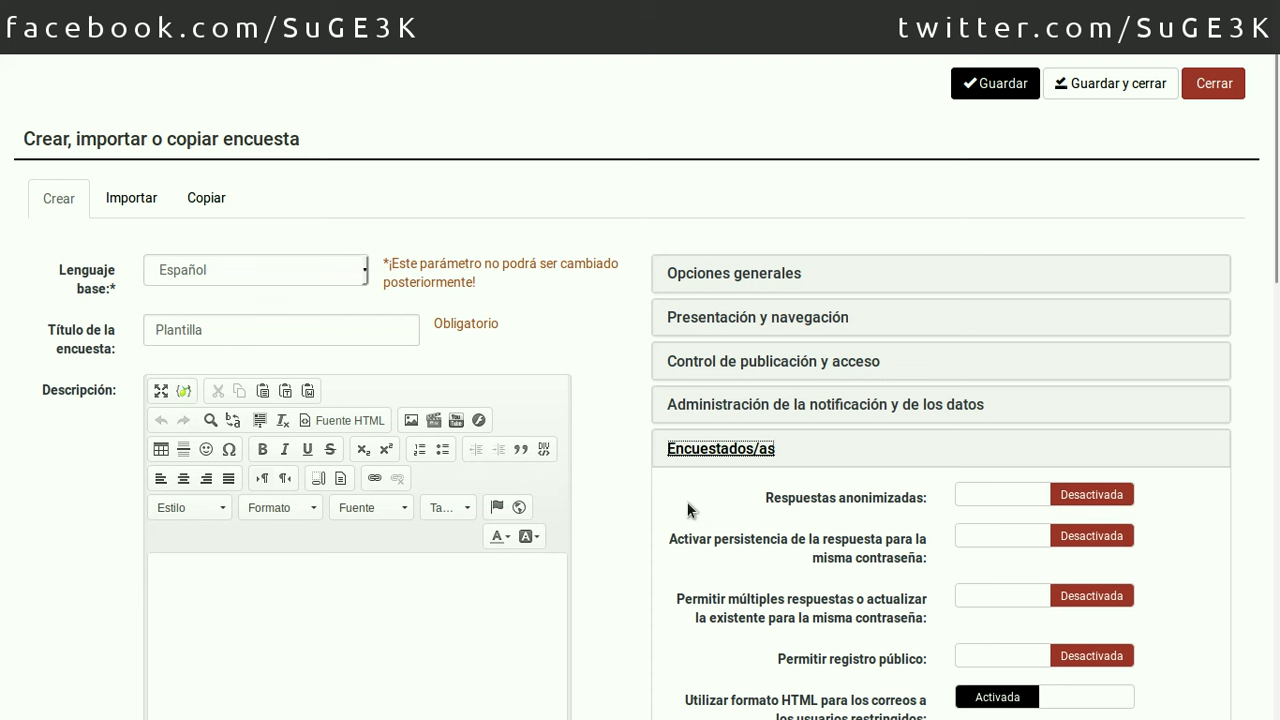 facebook.com/SuGE3K
twitter.com/SuGE3K
Guardar
Guardar y cerrar
Cerrar
Crear, importar o copiar encuesta
Crear
Importar
Copiar
Lenguaje
base:*
Español
*¡Este parámetro no podrá ser cambiado
posteriormente!
Título de la
encuesta:
Plantilla
Obligatorio
Descripción:
Fuente HTML
Estilo
Formato
Fuente
Ta...
Opciones generales
Presentación y navegación
Control de publicación y acceso
Administración de la notificación y de los datos
Encuestados/as
Respuestas anonimizadas:
Desactivada
Activar persistencia de la respuesta para la
misma contraseña:
Desactivada
Permitir múltiples respuestas o actualizar
la existente para la misma contraseña:
Desactivada
Permitir registro público:
Desactivada
Utilizar formato HTML para los correos a
los usuarios restringidos:
Activada